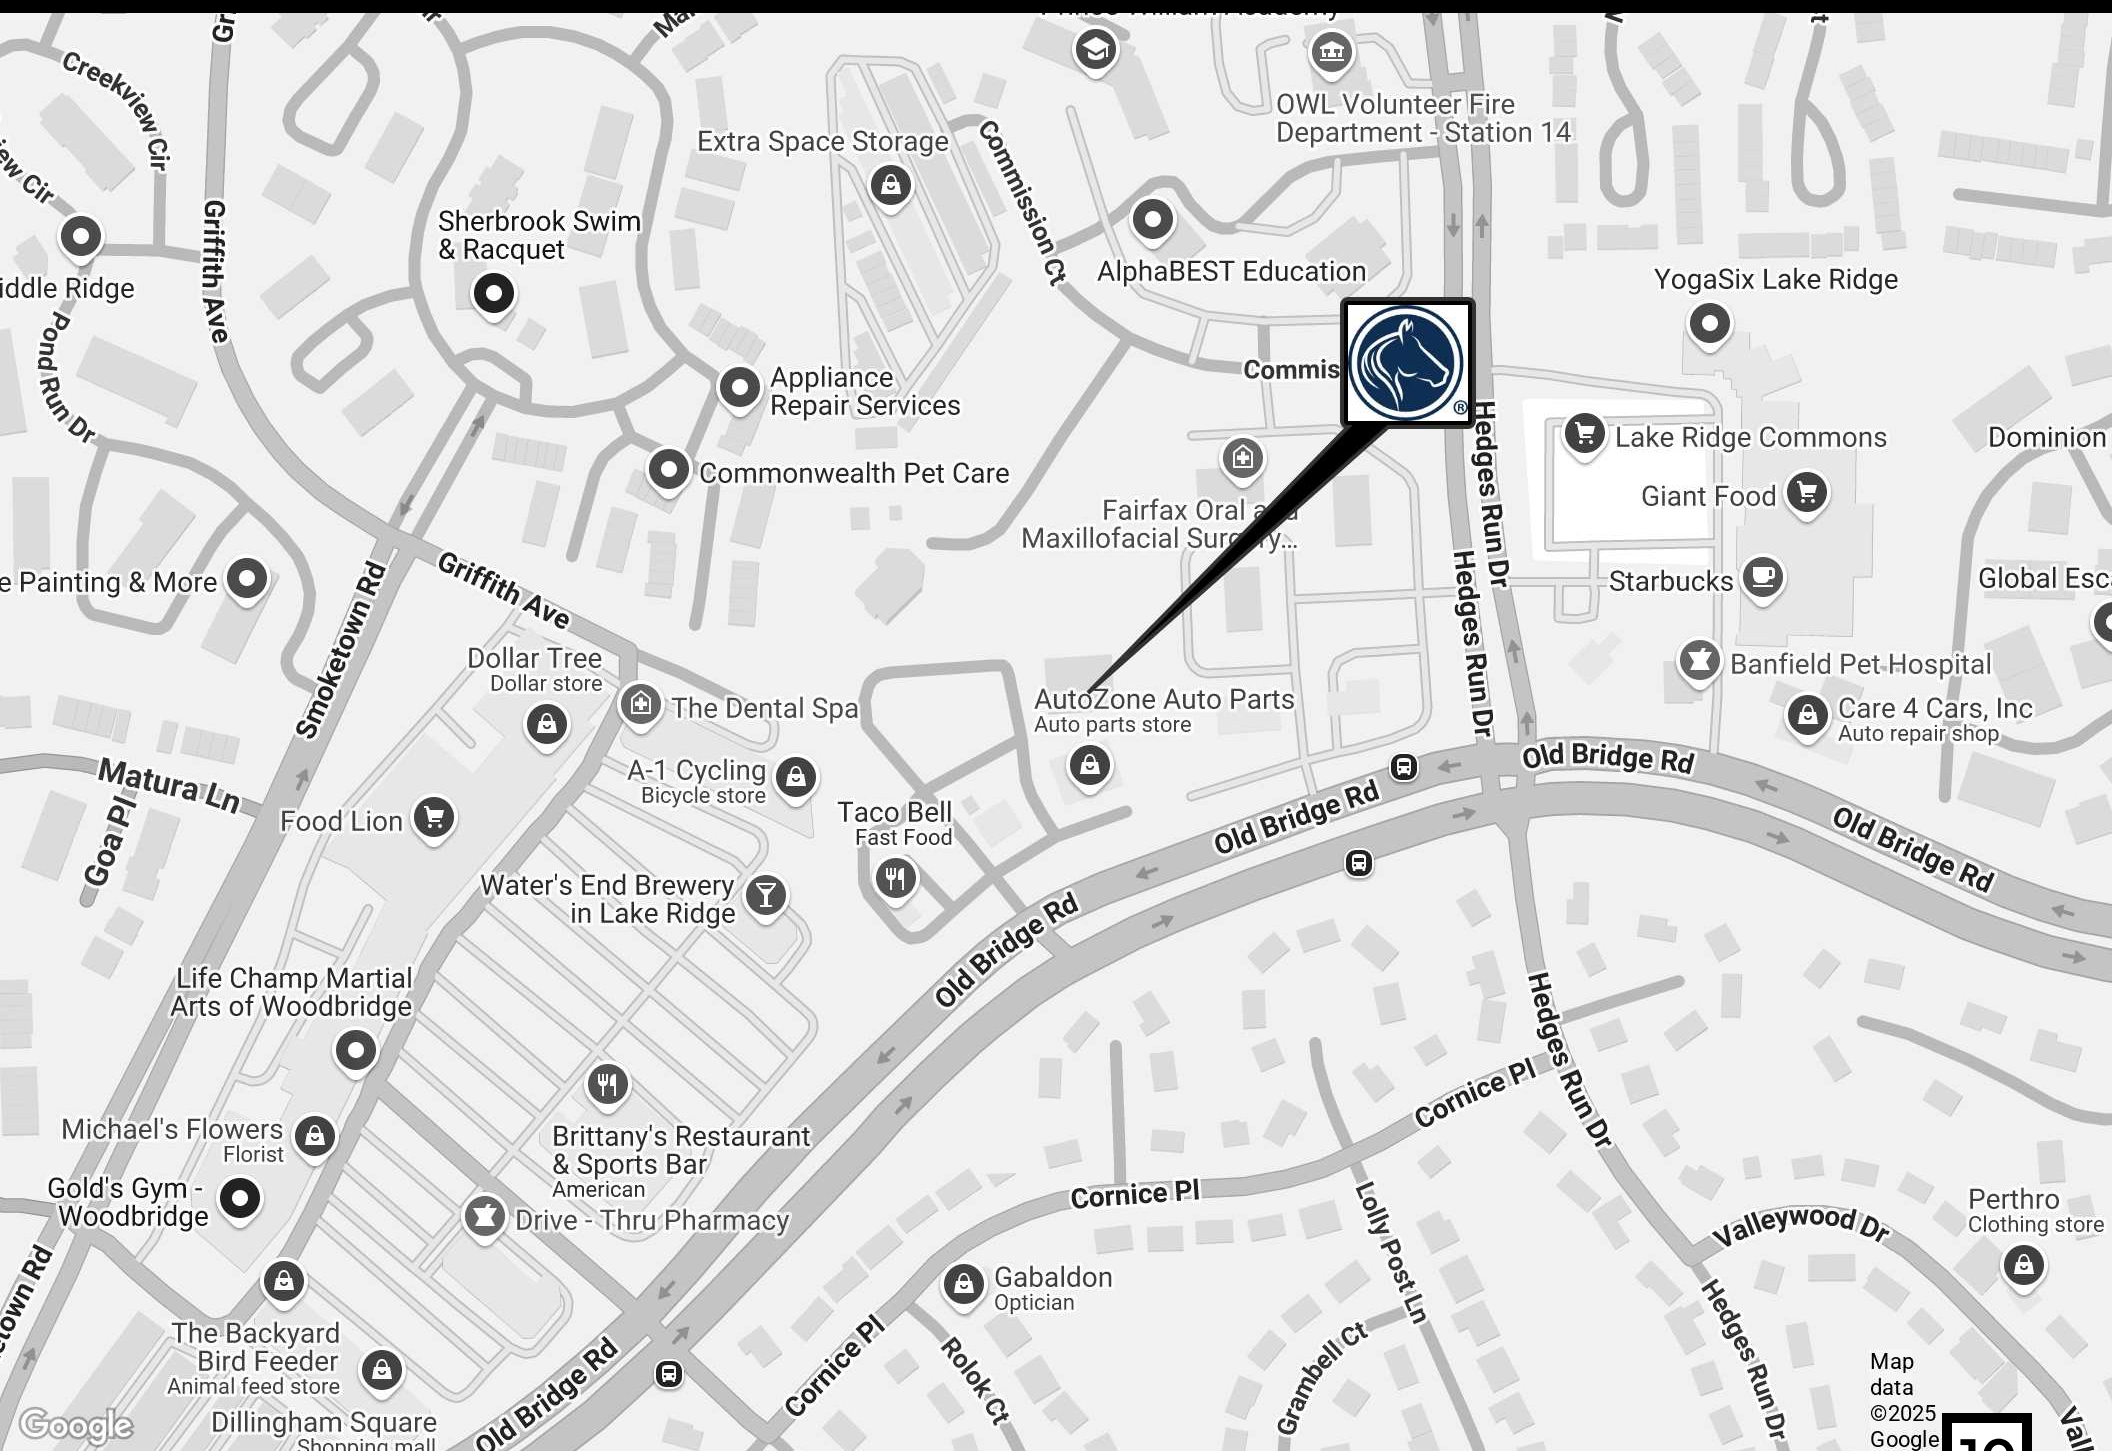 Creekview Cir
Griffith Ave
Extra Space Storage
OWL Volunteer Fire
Department - Station 14
Commission Ct
Sherbrook Swim
& Racquet
AlphaBEST Education
YogaSix Lake Ridge
Pond Run Dr
Appliance
Repair Services
Commis
®
Hedges Run Dr
Lake Ridge Commons
Dominion
Commonwealth Pet Care
Giant Food
Fairfax Oral
Maxillofacial
Painting & More
Griffith Ave
Smoketown Rd
Hedges Run Dr
Starbucks
Global
Dollar Tree
Dollar store
The Dental Spa
AutoZone Auto Parts
Auto parts store
Banfield Pet Hospital
Care 4 Cars, Inc
Auto repair shop
Matura Ln
Goa Pl
A-1 Cycling
Bicycle store
Old Bridge Rd
Food Lion
Taco Bell
Fast Food
Old Bridge Rd
Old Bridge Rd
Water's End Brewery
in Lake Ridge
Old Bridge Rd
Life Champ Martial
Arts of Woodbridge
Hedges Run Dr
Cornice Pl
Michael's Flowers
Florist
Brittany's Restaurant
& Sports Bar
American
Gold's Gym -
Woodbridge
Drive - Thru Pharmacy
Cornice Pl
Lolly Post Ln
Valleywood Dr
Perthro
Clothing store
Gabaldon
Optician
The Backyard
Bird Feeder
Animal feed store
Old Bridge Rd
Cornice Pl
Rolok Ct
Grambell Ct
Hedges Run Dr
Dillingham Square
Shopping mall
Google
Map
data
©2025
Google